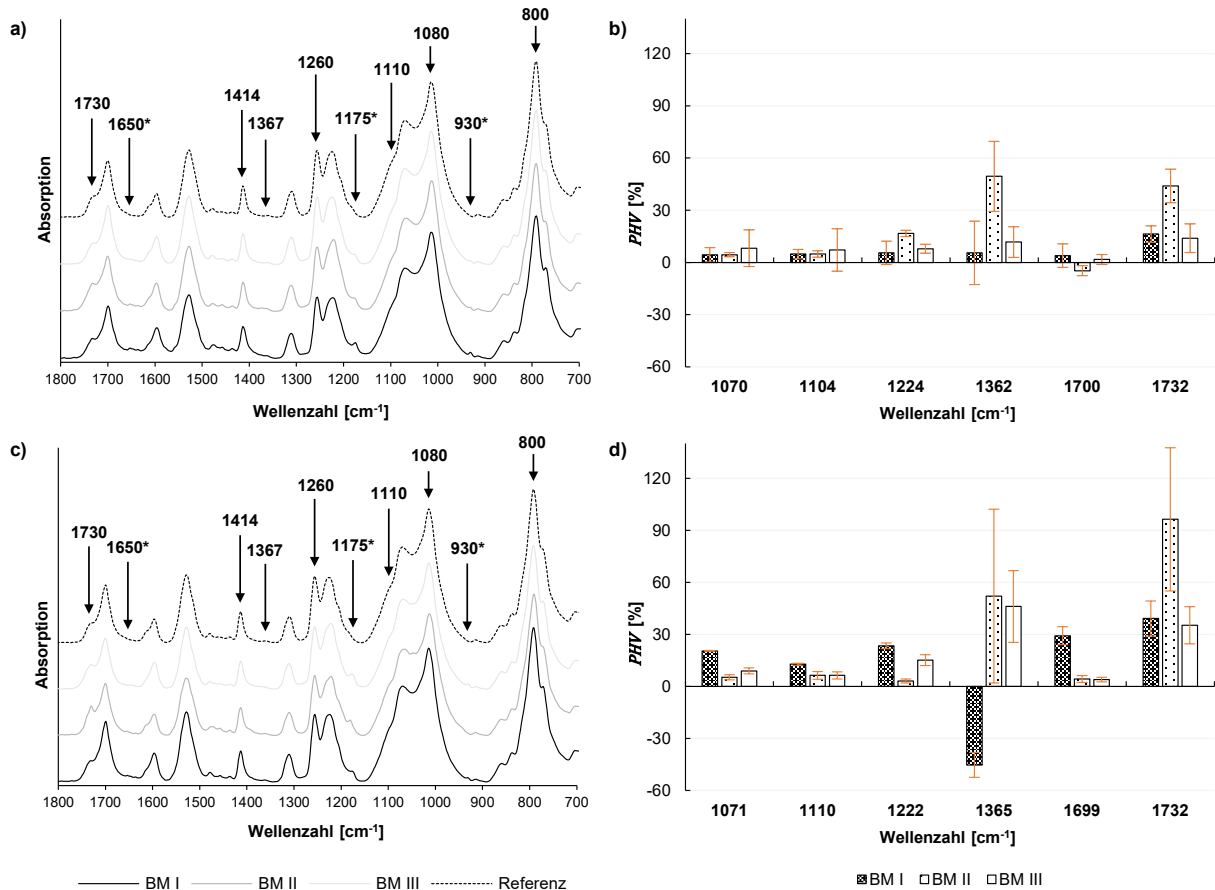 a)
1730
1650*
1414
1367
1260
1175*
1110
1080
930*
800
Absorption
1800 1700 1600 1500 1400 1300 1200 1100 1000 900 800 700
Wellenzahl [cm⁻¹]
b)
120
90
60
30
0
-30
-60
PHV [%]
1070 1104 1224 1362 1700 1732
Wellenzahl [cm⁻¹]
c)
1730
1650*
1414
1367
1260
1175*
1110
1080
930*
800
Absorption
1800 1700 1600 1500 1400 1300 1200 1100 1000 900 800 700
Wellenzahl [cm⁻¹]
d)
120
90
60
30
0
-30
-60
PHV [%]
1071 1110 1222 1365 1699 1732
Wellenzahl [cm⁻¹]
BM I BM II BM III Referenz
BM I BM II BM III